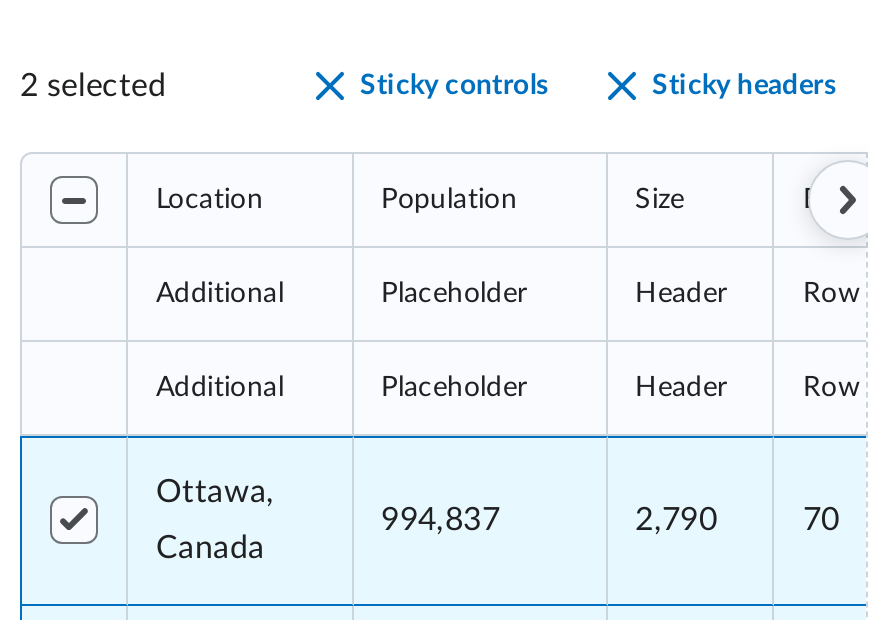 2 selected Sticky controls Sticky headers
Location Population Size
Additional Placeholder Header Row
Additional Placeholder Header Row
Ottawa,
Canada 994,837 2,790 70